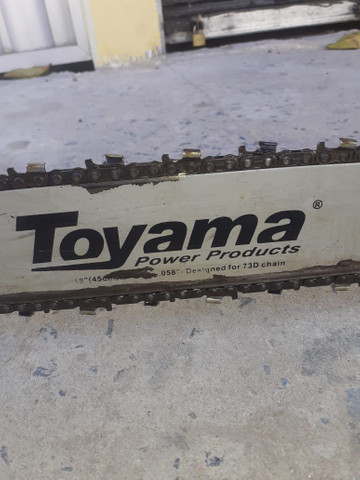 Toyama ®
Power Products
.058" - Designed for 73D chain